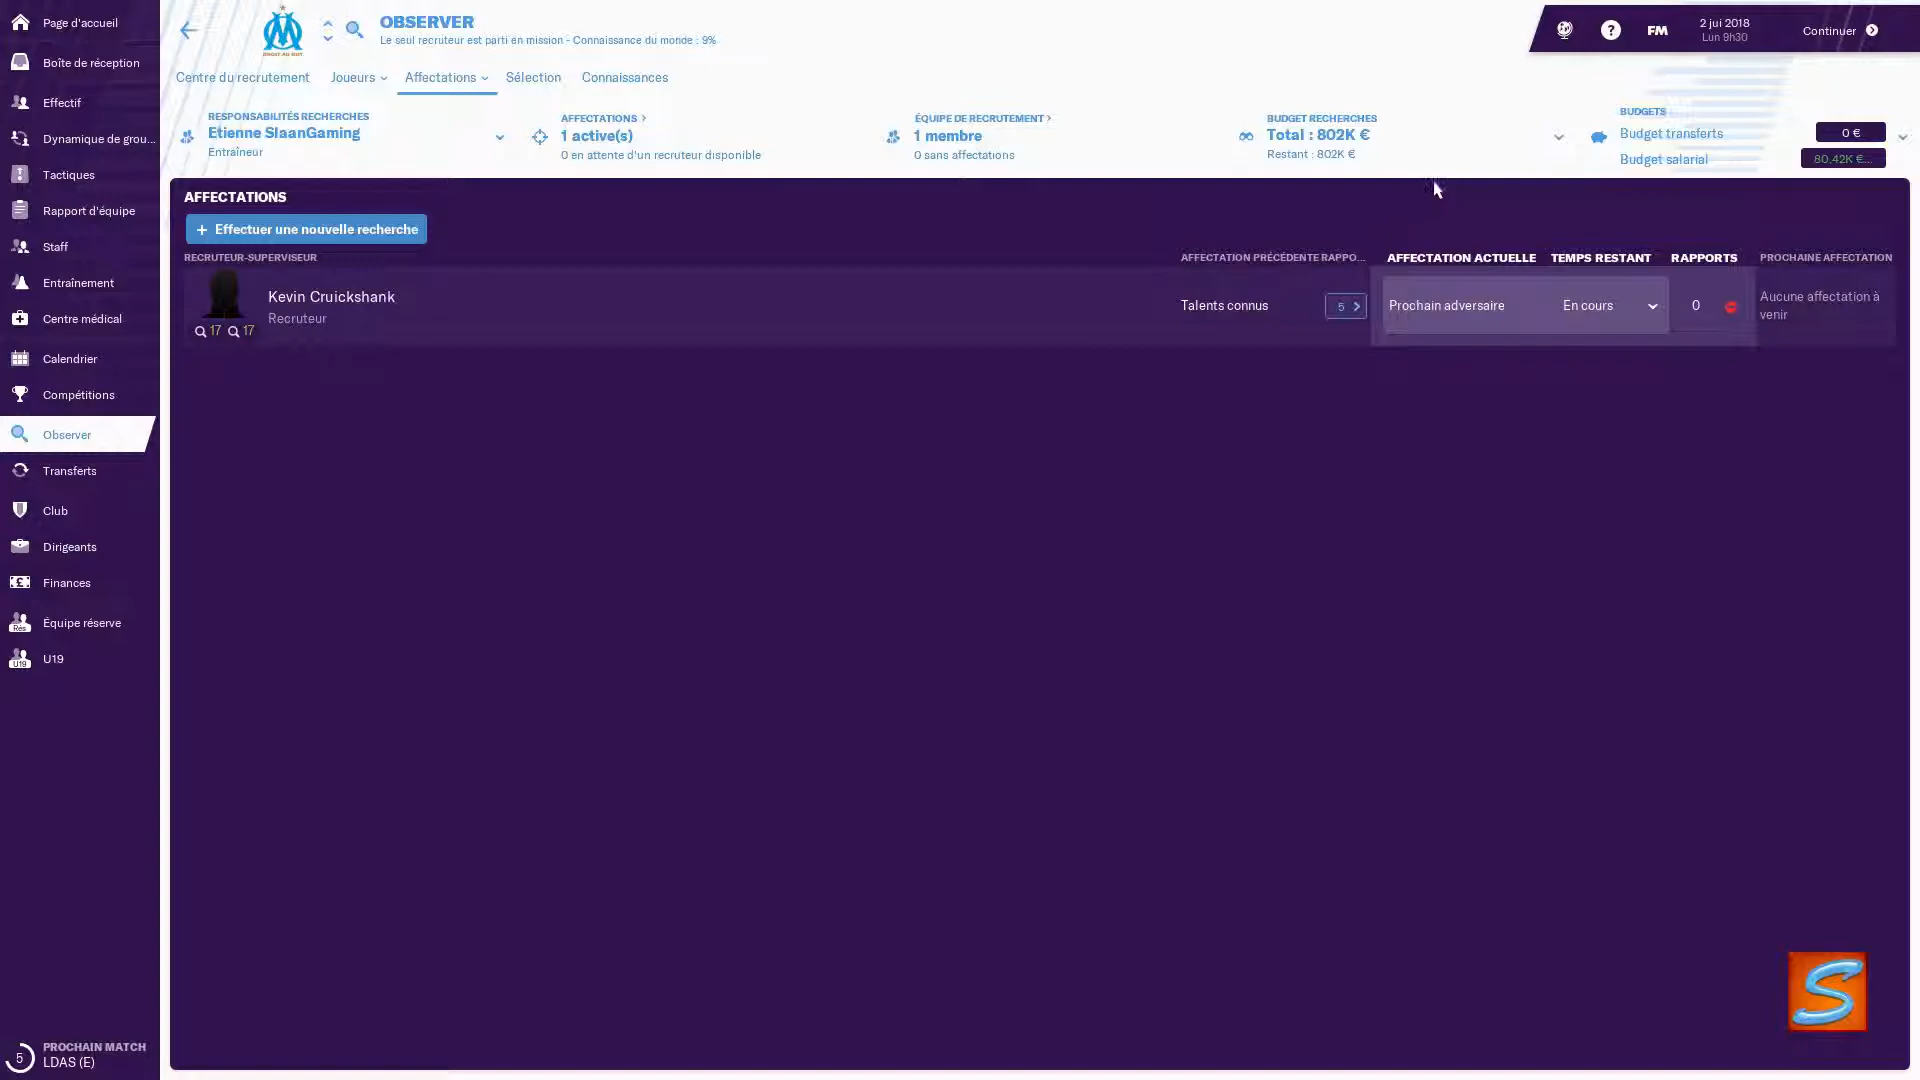 Page d'accueil
Boîte de réception
Effectif
Dynamique de grou...
Tactiques
Rapport d'équipe
Staff
Entraînement
Centre médical
Calendrier
Compétitions
Observer
Transferts
Club
Dirigeants
Finances
Équipe réserve
U19
5
PROCHAIN MATCH
LDAS (E)
OBSERVER
Le seul recruteur est parti en mission - Connaissance du monde : 9%
FM
2 jui 2018
Lun 9h30
Continuer
Centre du recrutement
Joueurs
Affectations
Sélection
Connaissances
RESPONSABILITÉS RECHERCHES
Etienne SlaanGaming
Entraîneur
AFFECTATIONS
1 active(s)
0 en attente d'un recruteur disponible
ÉQUIPE DE RECRUTEMENT
1 membre
0 sans affectations
BUDGET RECHERCHES
Total : 802K €
Restant : 802K €
BUDGETS
Budget transferts 0 €
Budget salarial 80,42K €...
AFFECTATIONS
+ Effectuer une nouvelle recherche
RECRUTEUR-SUPERVISEUR AFFECTATION PRÉCÉDENTE RAPPO... AFFECTATION ACTUELLE TEMPS RESTANT RAPPORTS PROCHAINE AFFECTATION
Kevin Cruickshank
Recruteur
17 17
Talents connus 5
Prochain adversaire En cours 0
Aucune affectation à
venir
S